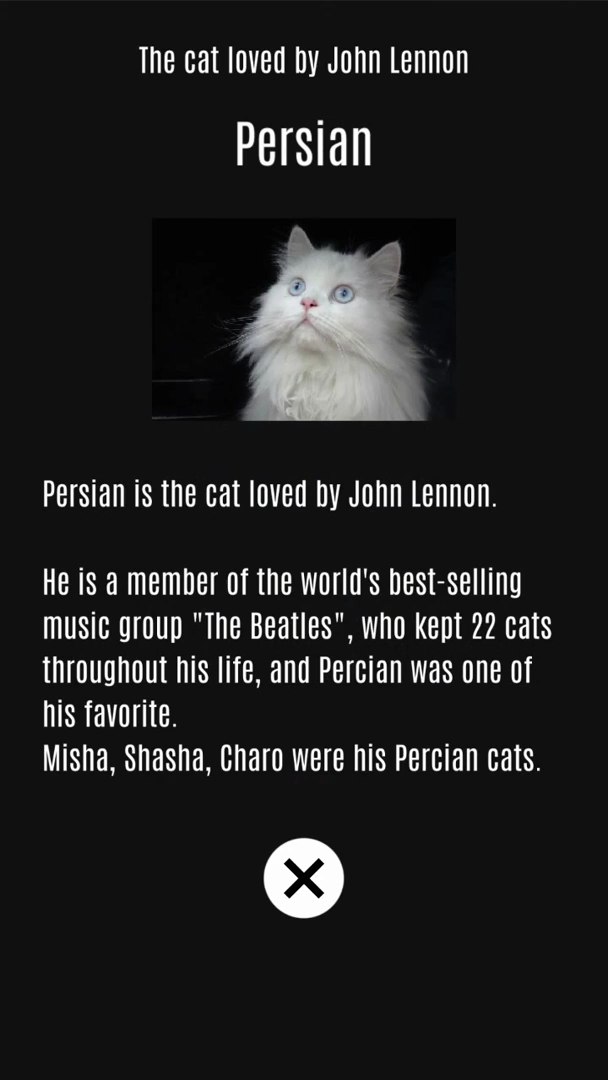 The cat loved by John Lennon
Persian
Persian is the cat loved by John Lennon.
He is a member of the world's best-selling
music group "The Beatles", who kept 22 cats
throughout his life, and Percian was one of
his favorite.
Misha, Shasha, Charo were his Percian cats.